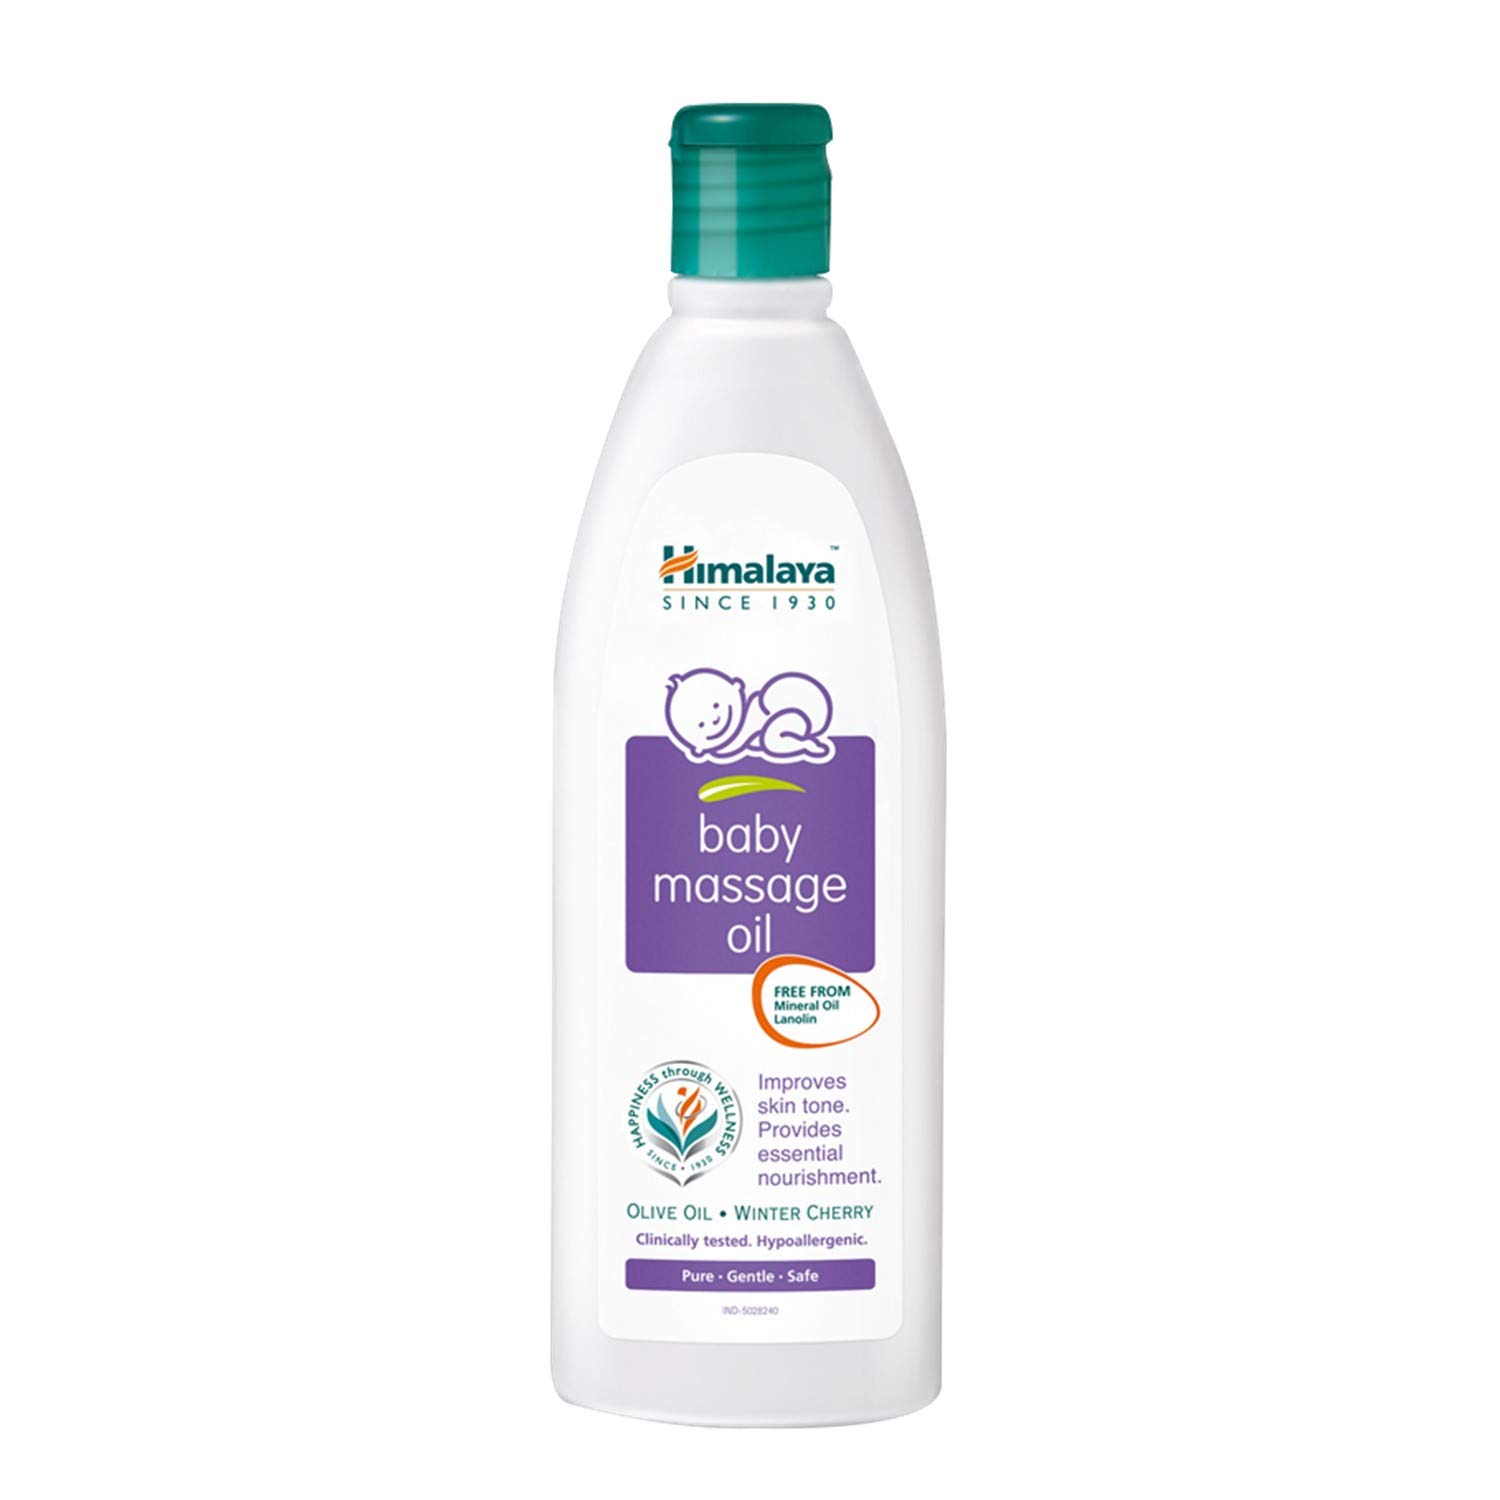 Himalaya™
SINCE 1930
baby
massage
oil
FREE FROM
Mineral Oil
Lanolin
HAPPINESS through WELLNESS
SINCE • 1930
Improves
skin tone.
Provides
essential
nourishment.
OLIVE OIL • WINTER CHERRY
Clinically tested. Hypoallergenic.
Pure • Gentle • Safe
IND-5028240